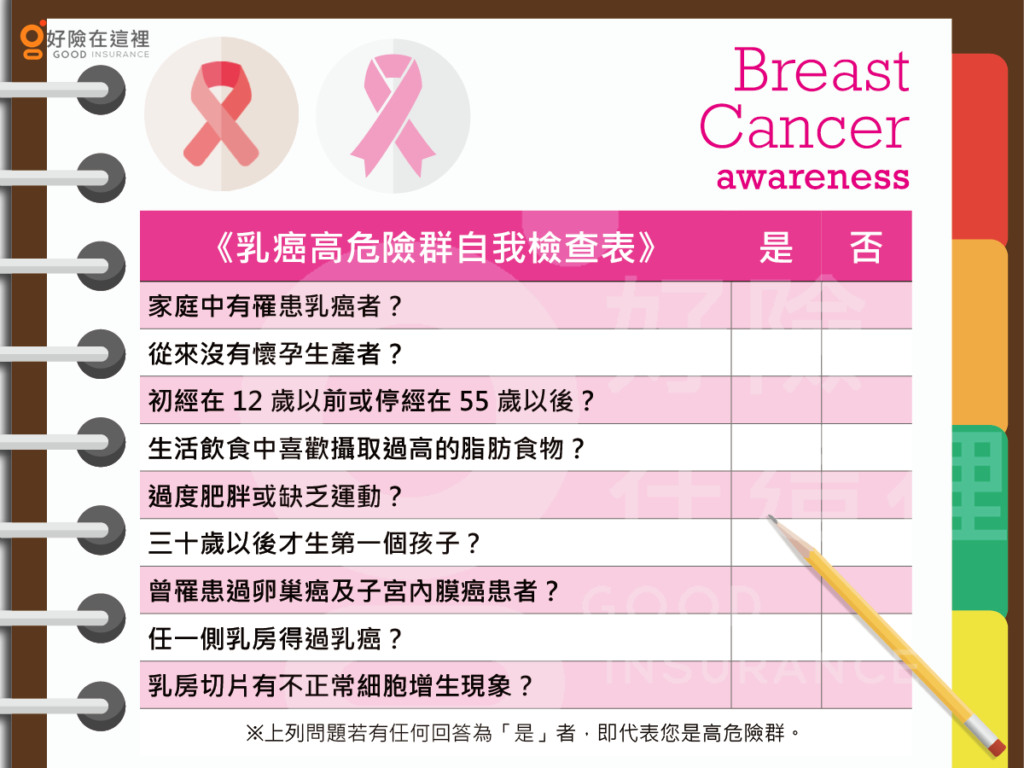 好險在這裡
GOOD INSURANCE
Breast
Cancer
awareness
《乳癌高危險群自我檢查表》 是 否
家庭中有罹患乳癌者？
從來沒有懷孕生產者？
初經在 12 歲以前或停經在 55 歲以後？
生活飲食中喜歡攝取過高的脂肪食物？
過度肥胖或缺乏運動？
三十歲以後才生第一個孩子？
曾罹患過卵巢癌及子宮內膜癌患者？
任一側乳房得過乳癌？
乳房切片有不正常細胞增生現象？
※上列問題若有任何回答為「是」者，即代表您是高危險群。
好險
在這裡
GOOD
INSURANCE